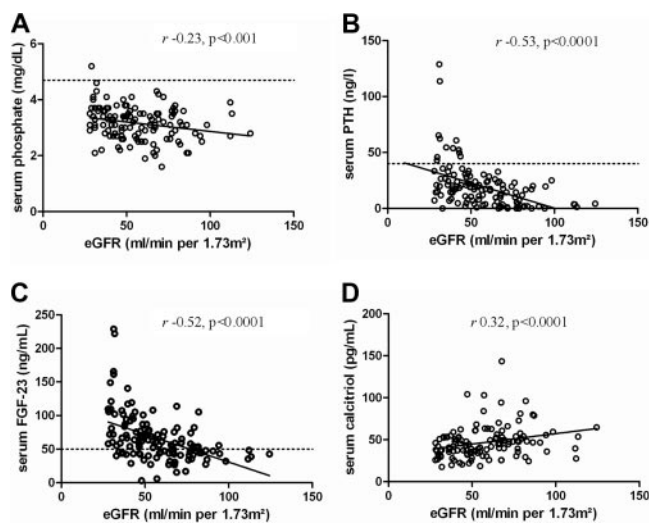 A
r -0.23, p<0.001
serum phosphate (mg/dL)
6
4
2
0
0
50
100
150
eGFR (ml/min per 1.73m²)
B
r -0.53, p<0.0001
serum PTH (ng/l)
150
100
50
0
0
50
100
150
eGFR (ml/min per 1.73m²)
C
r -0.52, p<0.0001
serum FGF-23 (ng/mL)
250
200
150
100
50
0
0
50
100
150
eGFR (ml/min per 1.73m²)
D
r 0.32, p<0.0001
serum calcitriol (pg/mL)
200
150
100
50
0
0
50
100
150
eGFR (ml/min per 1.73m²)